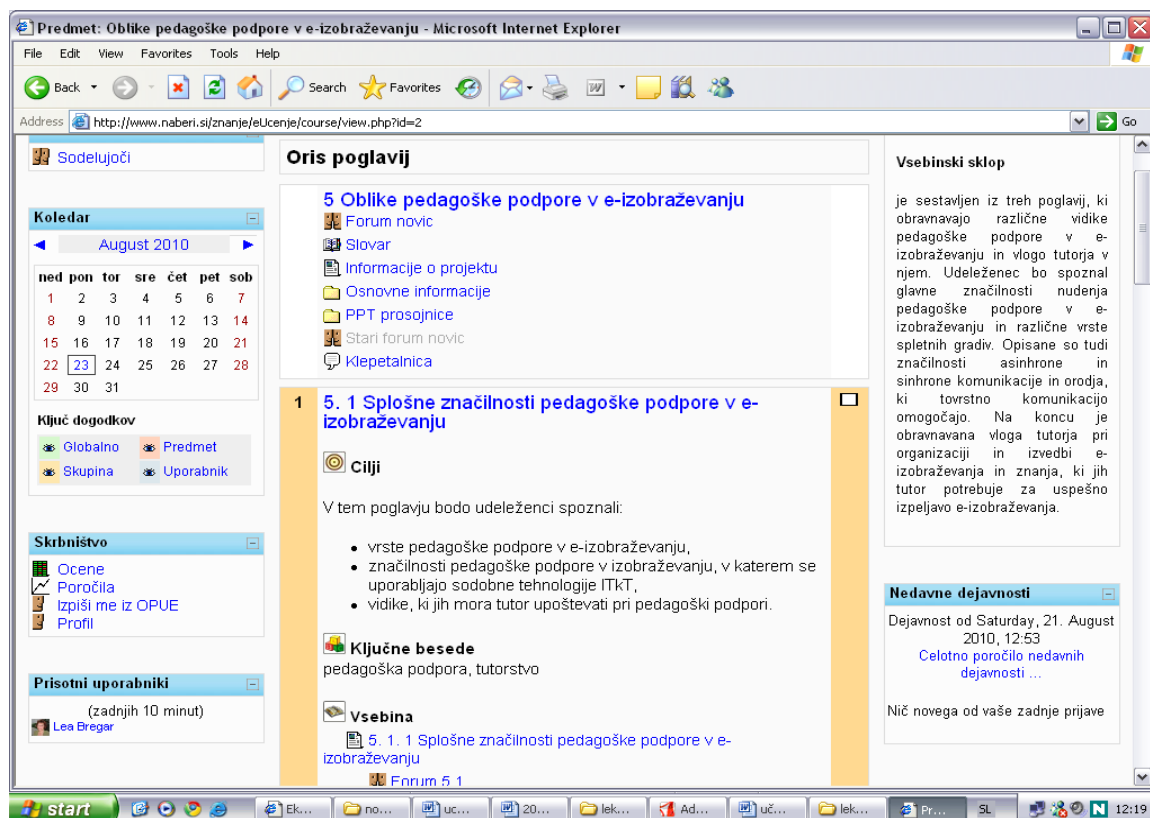 Predmet: Oblike pedagoške podpore v e-izobraževanju - Microsoft Internet Explorer
File Edit View Favorites Tools Help
Back Search Favorites
Address http://www.naberi.si/znanje/eUcenje/course/view.php?id=2 Go
Sodelujoči
Koledar
August 2010
ned pon tor sre čet pet sob
1 2 3 4 5 6 7
8 9 10 11 12 13 14
15 16 17 18 19 20 21
22 23 24 25 26 27 28
29 30 31
Ključ dogodkov
Globalno Predmet
Skupina Uporabnik
Skrbništvo
Ocene
Poročila
Izpiši me iz OPUE
Profil
Prisotni uporabniki
(zadnjih 10 minut)
Lea Bregar
Oris poglavij
5 Oblike pedagoške podpore v e-izobraževanju
Forum novic
Slovar
Informacije o projektu
Osnovne informacije
PPT prosojnice
Stari forum novic
Klepetalnica
1 5. 1 Splošne značilnosti pedagoške podpore v e-
izobraževanju
Cilji
V tem poglavju bodo udeleženci spoznali:
• vrste pedagoške podpore v e-izobraževanju,
• značilnosti pedagoške podpore v izobraževanju, v katerem se
uporabljajo sodobne tehnologije ITkT,
• vidike, ki jih mora tutor upoštevati pri pedagoški podpori.
Ključne besede
pedagoška podpora, tutorstvo
Vsebina
5. 1. 1 Splošne značilnosti pedagoške podpore v e-
izobraževanju
Forum 5.1
Vsebinski sklop
je sestavljen iz treh poglavij, ki
obravnavajo različne vidike
pedagoške podpore v e-
izobraževanju in vlogo tutorja v
njem. Udeleženec bo spoznal
glavne značilnosti nudenja
pedagoške podpore v e-
izobraževanju in različne vrste
spletnih gradiv. Opisane so tudi
značilnosti asinhrone in
sinhrone komunikacije in orodja,
ki tovrstno komunikacijo
omogočajo. Na koncu je
obravnavana vloga tutorja pri
organizaciji in izvedbi e-
izobraževanja in znanja, ki jih
tutor potrebuje za uspešno
izpeljavo e-izobraževanja.
Nedavne dejavnosti
Dejavnost od Saturday, 21. August
2010, 12:53
Celotno poročilo nedavnih
dejavnosti ...
Nič novega od vaše zadnje prijave
start Ek... no... uc... 20... lek... Ad... uč... lek... Pr... SL N 12:19